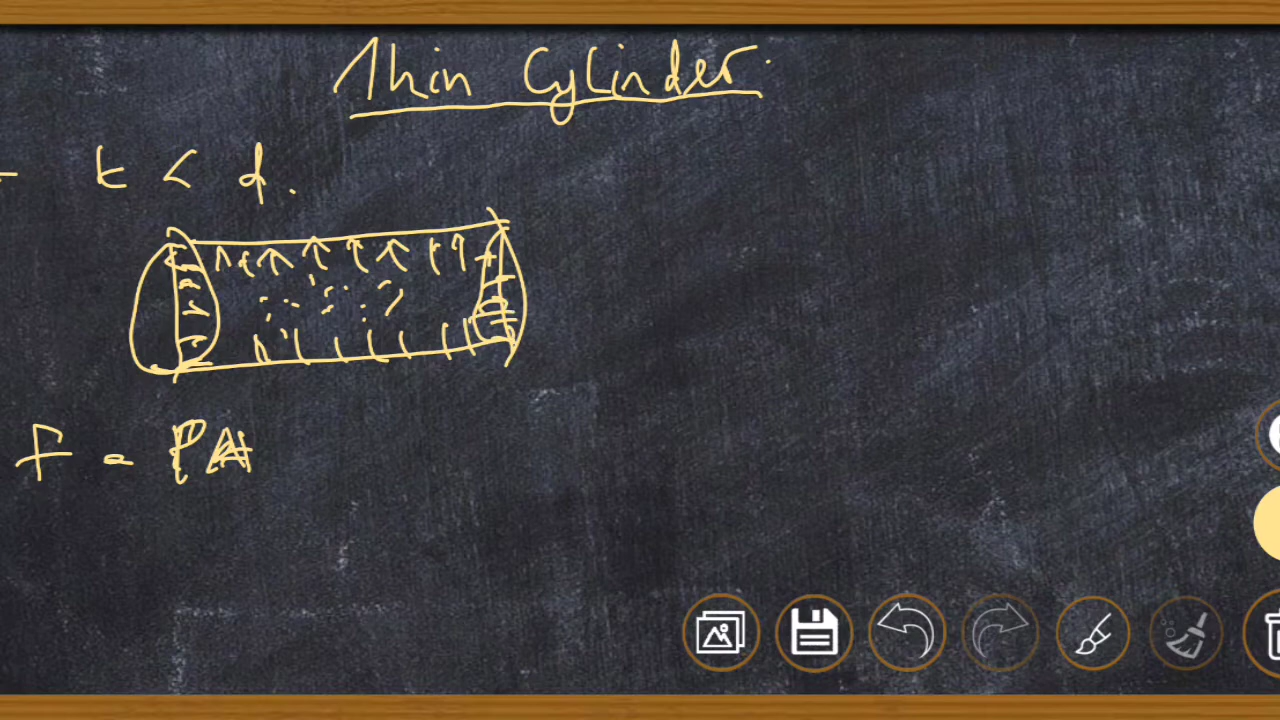 Thin Cylinder.
- t < d.
F = PA